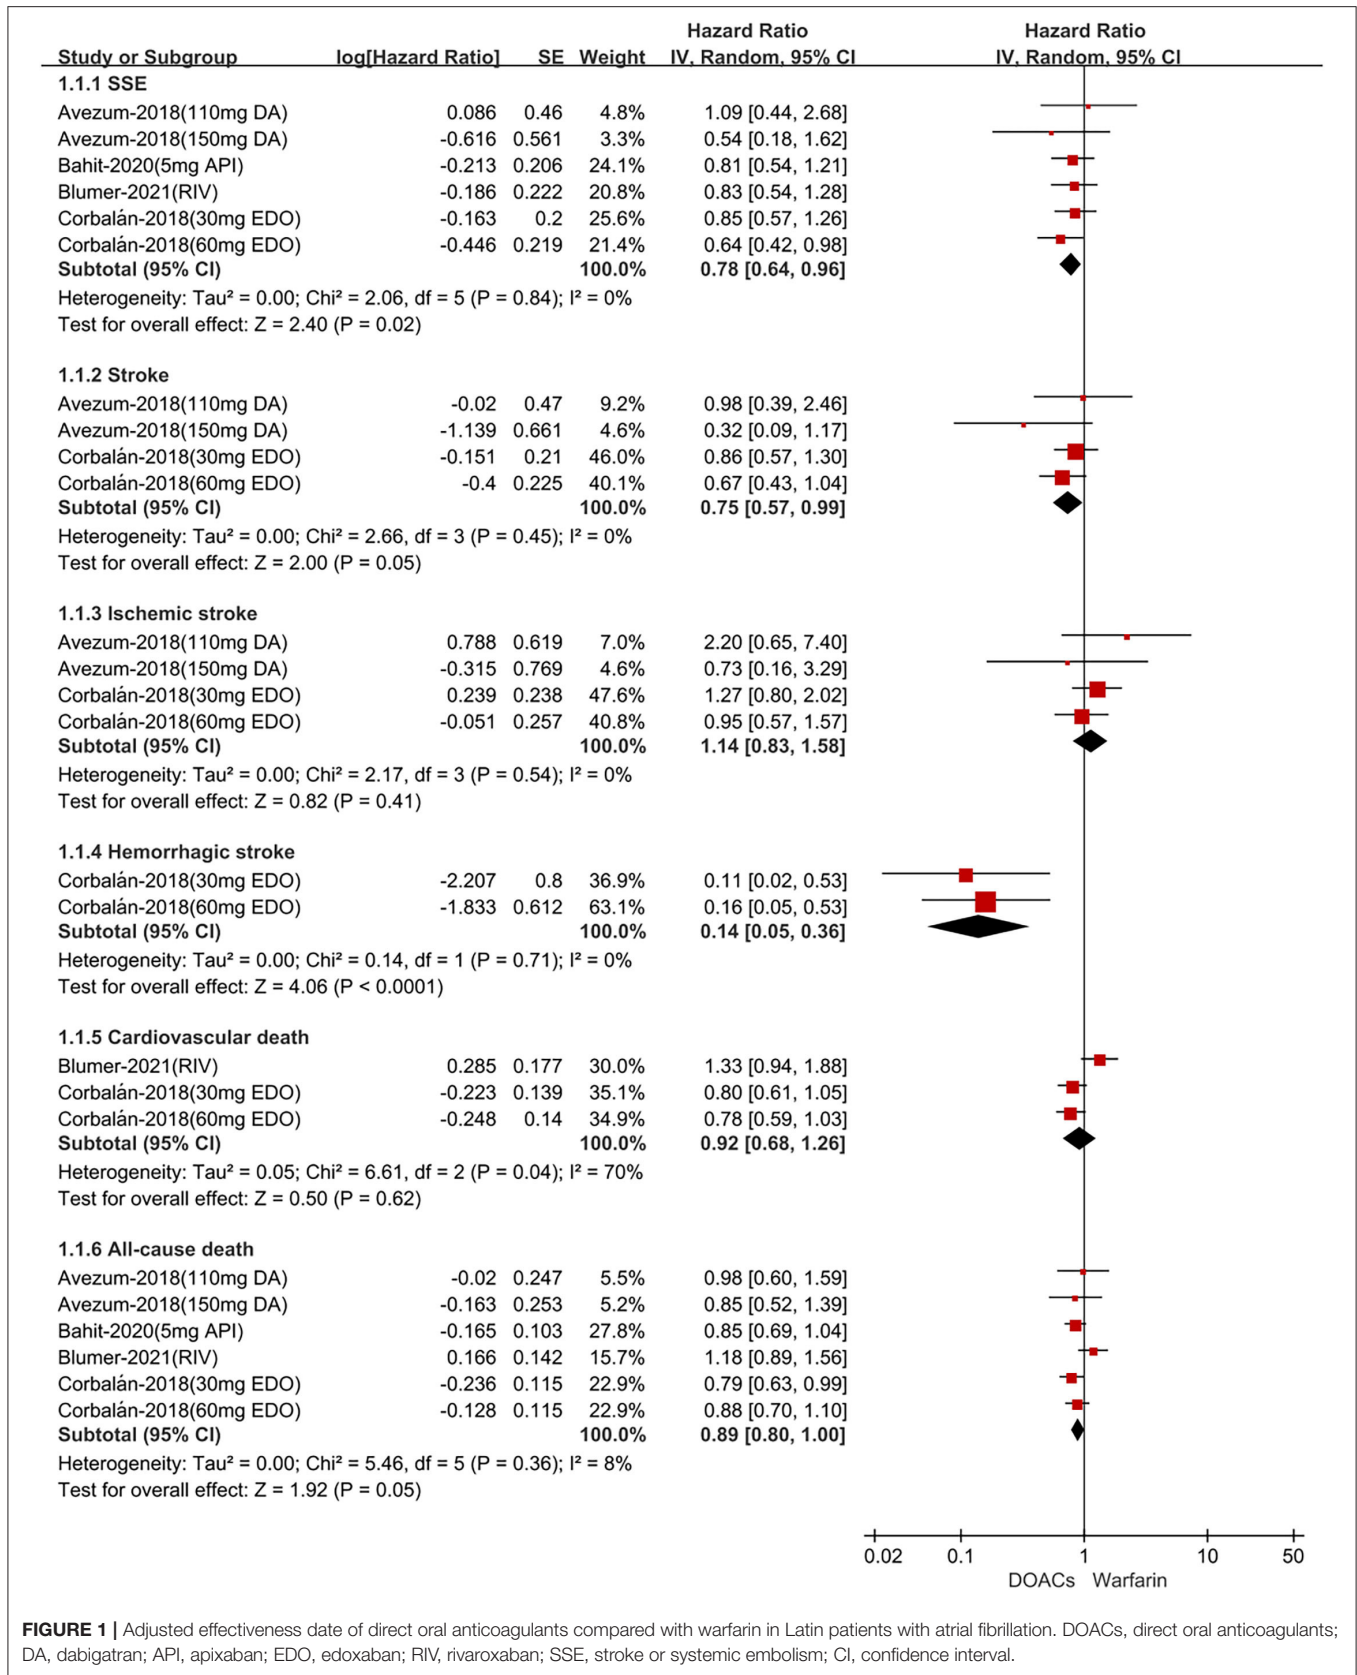 Hazard Ratio Hazard Ratio
Study or Subgroup log[Hazard Ratio] SE Weight IV, Random, 95% CI IV, Random, 95% CI
1.1.1 SSE
Avezum-2018(110mg DA) 0.086 0.46 4.8% 1.09 [0.44, 2.68]
Avezum-2018(150mg DA) -0.616 0.561 3.3% 0.54 [0.18, 1.62]
Bahit-2020(5mg API) -0.213 0.206 24.1% 0.81 [0.54, 1.21]
Blumer-2021(RIV) -0.186 0.222 20.8% 0.83 [0.54, 1.28]
Corbalán-2018(30mg EDO) -0.163 0.2 25.6% 0.85 [0.57, 1.26]
Corbalán-2018(60mg EDO) -0.446 0.219 21.4% 0.64 [0.42, 0.98]
Subtotal (95% CI) 100.0% 0.78 [0.64, 0.96]
Heterogeneity: Tau² = 0.00; Chi² = 2.06, df = 5 (P = 0.84); I² = 0%
Test for overall effect: Z = 2.40 (P = 0.02)
1.1.2 Stroke
Avezum-2018(110mg DA) -0.02 0.47 9.2% 0.98 [0.39, 2.46]
Avezum-2018(150mg DA) -1.139 0.661 4.6% 0.32 [0.09, 1.17]
Corbalán-2018(30mg EDO) -0.151 0.21 46.0% 0.86 [0.57, 1.30]
Corbalán-2018(60mg EDO) -0.4 0.225 40.1% 0.67 [0.43, 1.04]
Subtotal (95% CI) 100.0% 0.75 [0.57, 0.99]
Heterogeneity: Tau² = 0.00; Chi² = 2.66, df = 3 (P = 0.45); I² = 0%
Test for overall effect: Z = 2.00 (P = 0.05)
1.1.3 Ischemic stroke
Avezum-2018(110mg DA) 0.788 0.619 7.0% 2.20 [0.65, 7.40]
Avezum-2018(150mg DA) -0.315 0.769 4.6% 0.73 [0.16, 3.29]
Corbalán-2018(30mg EDO) 0.239 0.238 47.6% 1.27 [0.80, 2.02]
Corbalán-2018(60mg EDO) -0.051 0.257 40.8% 0.95 [0.57, 1.57]
Subtotal (95% CI) 100.0% 1.14 [0.83, 1.58]
Heterogeneity: Tau² = 0.00; Chi² = 2.17, df = 3 (P = 0.54); I² = 0%
Test for overall effect: Z = 0.82 (P = 0.41)
1.1.4 Hemorrhagic stroke
Corbalán-2018(30mg EDO) -2.207 0.8 36.9% 0.11 [0.02, 0.53]
Corbalán-2018(60mg EDO) -1.833 0.612 63.1% 0.16 [0.05, 0.53]
Subtotal (95% CI) 100.0% 0.14 [0.05, 0.36]
Heterogeneity: Tau² = 0.00; Chi² = 0.14, df = 1 (P = 0.71); I² = 0%
Test for overall effect: Z = 4.06 (P < 0.0001)
1.1.5 Cardiovascular death
Blumer-2021(RIV) 0.285 0.177 30.0% 1.33 [0.94, 1.88]
Corbalán-2018(30mg EDO) -0.223 0.139 35.1% 0.80 [0.61, 1.05]
Corbalán-2018(60mg EDO) -0.248 0.14 34.9% 0.78 [0.59, 1.03]
Subtotal (95% CI) 100.0% 0.92 [0.68, 1.26]
Heterogeneity: Tau² = 0.05; Chi² = 6.61, df = 2 (P = 0.04); I² = 70%
Test for overall effect: Z = 0.50 (P = 0.62)
1.1.6 All-cause death
Avezum-2018(110mg DA) -0.02 0.247 5.5% 0.98 [0.60, 1.59]
Avezum-2018(150mg DA) -0.163 0.253 5.2% 0.85 [0.52, 1.39]
Bahit-2020(5mg API) -0.165 0.103 27.8% 0.85 [0.69, 1.04]
Blumer-2021(RIV) 0.166 0.142 15.7% 1.18 [0.89, 1.56]
Corbalán-2018(30mg EDO) -0.236 0.115 22.9% 0.79 [0.63, 0.99]
Corbalán-2018(60mg EDO) -0.128 0.115 22.9% 0.88 [0.70, 1.10]
Subtotal (95% CI) 100.0% 0.89 [0.80, 1.00]
Heterogeneity: Tau² = 0.00; Chi² = 5.46, df = 5 (P = 0.36); I² = 8%
Test for overall effect: Z = 1.92 (P = 0.05)
0.02 0.1 1 10 50
DOACs Warfarin
FIGURE 1 | Adjusted effectiveness date of direct oral anticoagulants compared with warfarin in Latin patients with atrial fibrillation. DOACs, direct oral anticoagulants;
DA, dabigatran; API, apixaban; EDO, edoxaban; RIV, rivaroxaban; SSE, stroke or systemic embolism; CI, confidence interval.